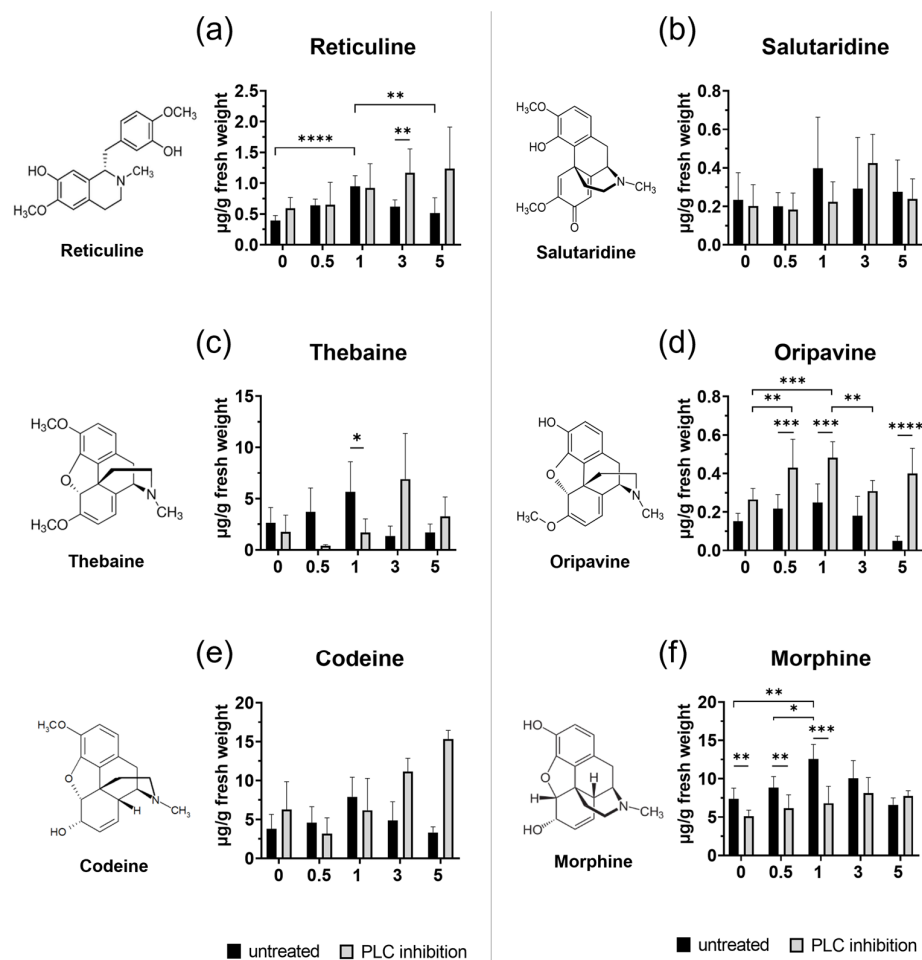 (a)
Reticuline
OCH3
OH
HO
N
CH3
H3CO
Reticuline
µg/g fresh weight
2.5
2.0
1.5
1.0
0.5
0.0
****
**
**
0 0.5 1 3 5
(b)
Salutaridine
H3CO
HO
N
CH3
H3CO
O
Salutaridine
µg/g fresh weight
0.8
0.6
0.4
0.2
0.0
0 0.5 1 3 5
(c)
Thebaine
H3CO
O
N
CH3
H3CO
Thebaine
µg/g fresh weight
15
10
5
0
*
0 0.5 1 3 5
(d)
Oripavine
HO
O
N
CH3
H3CO
Oripavine
µg/g fresh weight
0.8
0.6
0.4
0.2
0.0
***
**
**
***
***
****
0 0.5 1 3 5
(e)
Codeine
H3CO
O
N
CH3
H
HO
Codeine
µg/g fresh weight
20
15
10
5
0
0 0.5 1 3 5
(f)
Morphine
HO
O
H
H
N
CH3
HO
Morphine
µg/g fresh weight
20
15
10
5
0
**
*
***
**
**
0 0.5 1 3 5
untreated PLC inhibition
untreated PLC inhibition